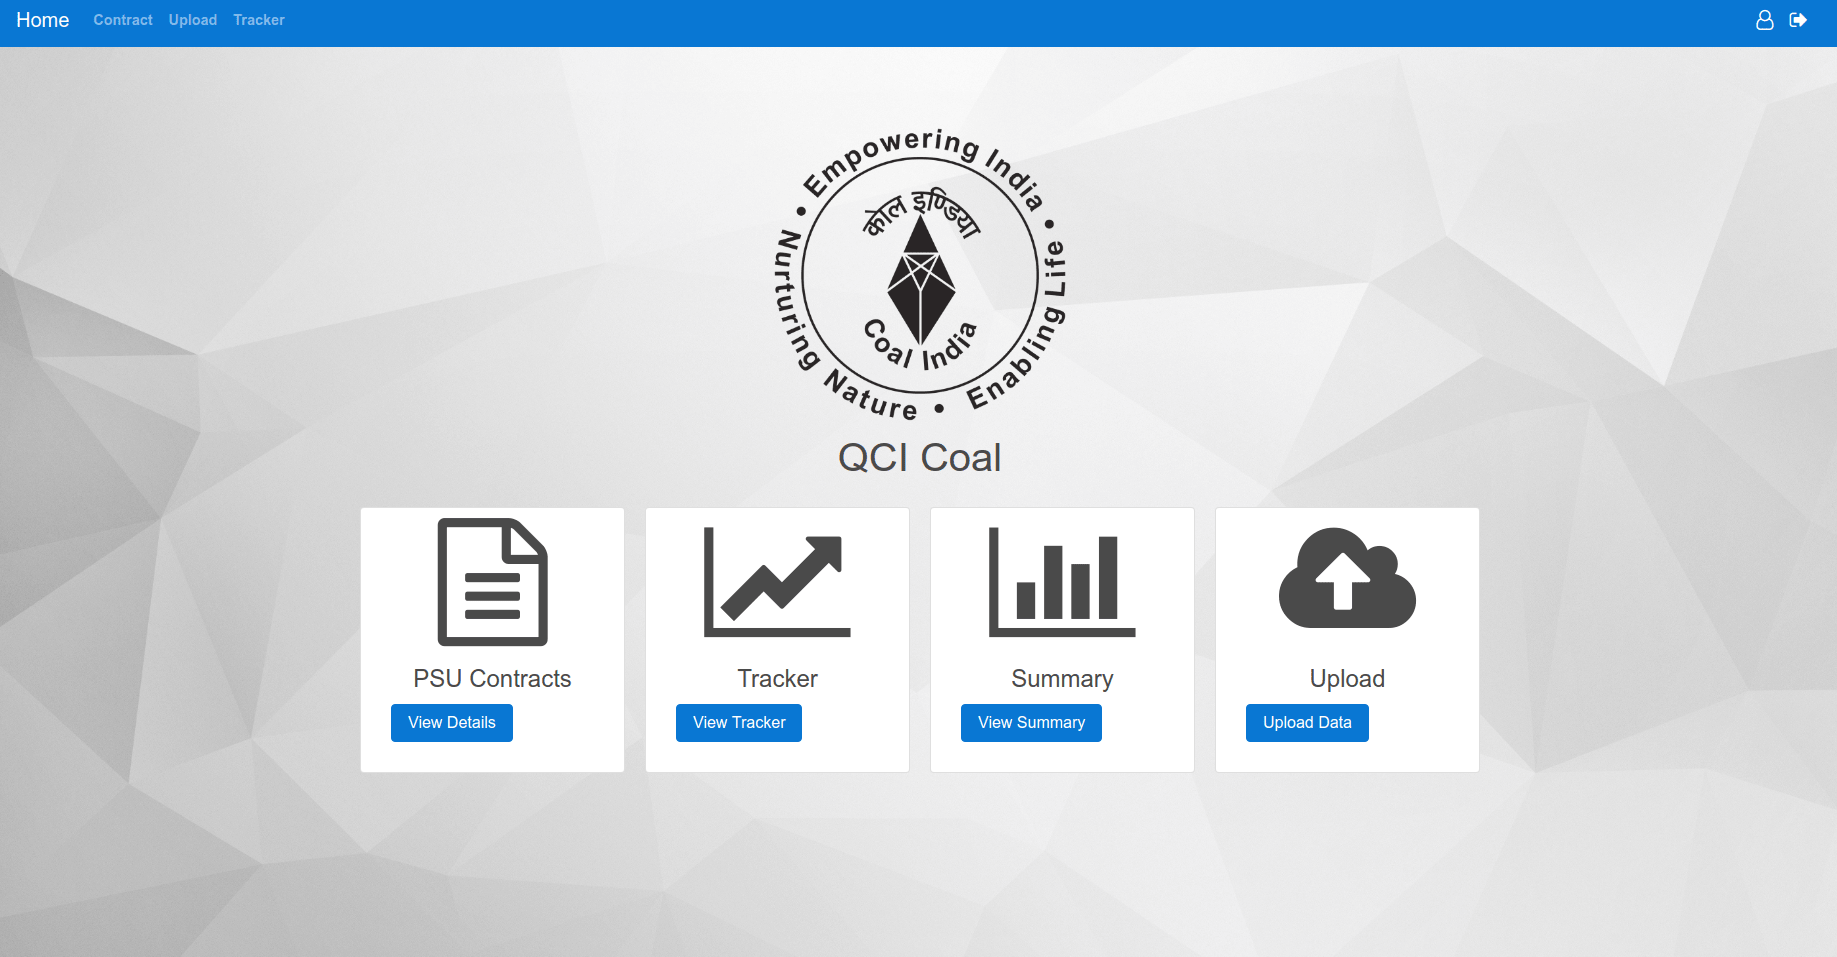 Home Contract Upload Tracker
• Empowering India • Enabling Life • Nurturing Nature
कोल इण्डिया
Coal India
QCI Coal
PSU Contracts
View Details
Tracker
View Tracker
Summary
View Summary
Upload
Upload Data